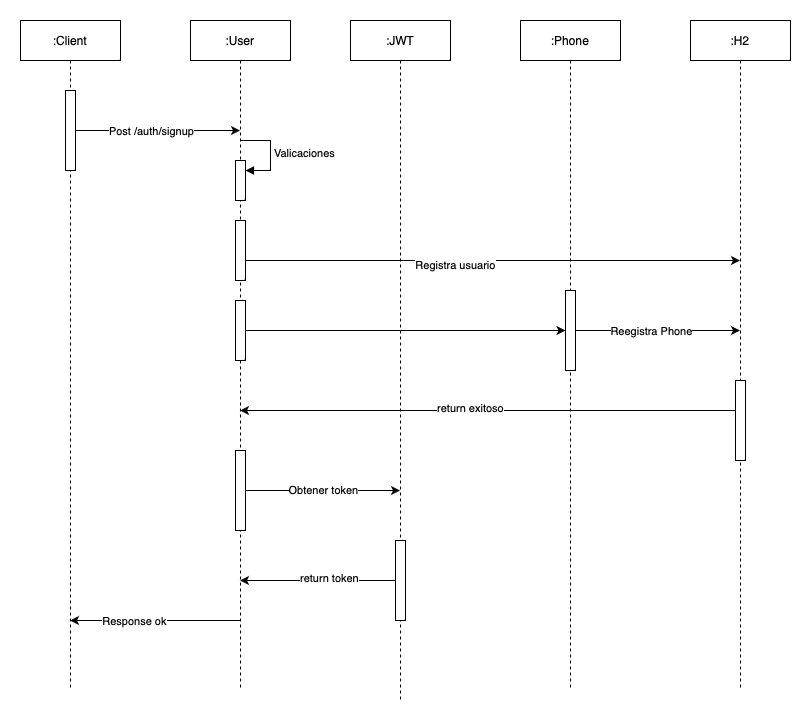 :Client
:User
:JWT
:Phone
:H2
Post /auth/signup
Valicaciones
Registra usuario
Reegistra Phone
return exitoso
Obtener token
return token
Response ok